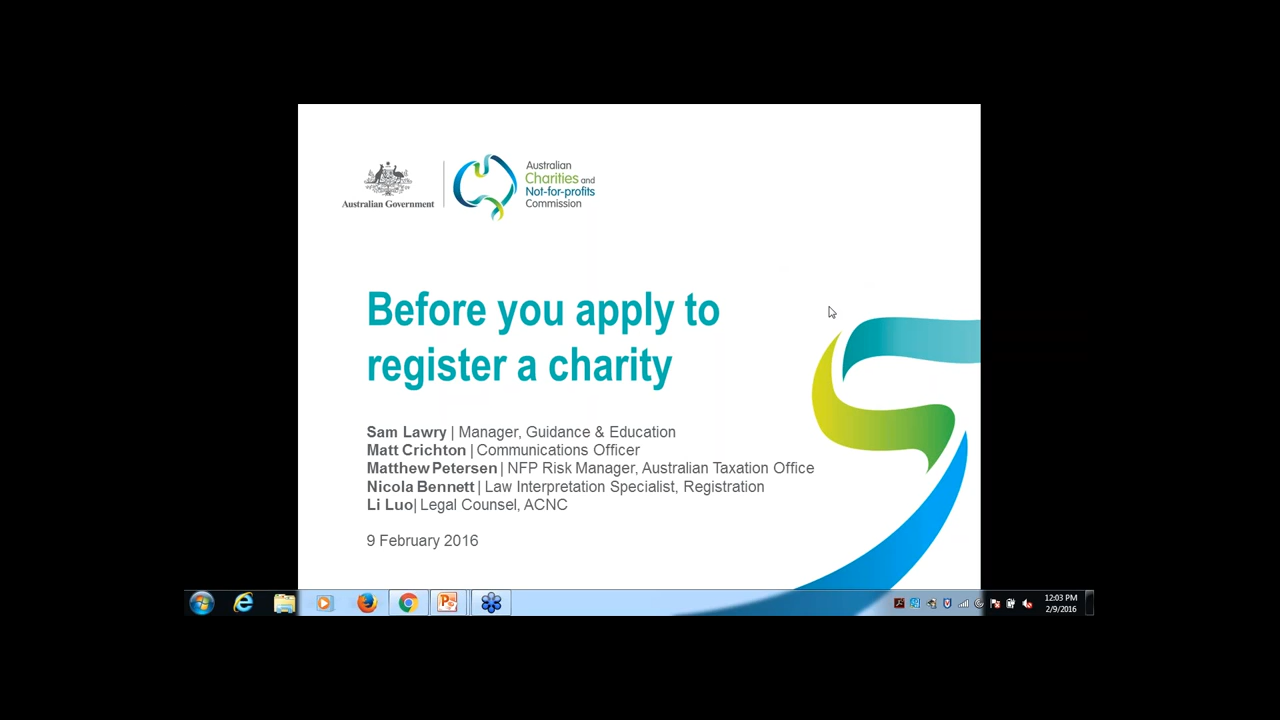 Australian Government
Australian
Charities and
Not-for-profits
Commission
Before you apply to
register a charity
Sam Lawry | Manager, Guidance & Education
Matt Crichton | Communications Officer
Matthew Petersen | NFP Risk Manager, Australian Taxation Office
Nicola Bennett | Law Interpretation Specialist, Registration
Li Luo| Legal Counsel, ACNC
9 February 2016
12:03 PM
2/9/2016